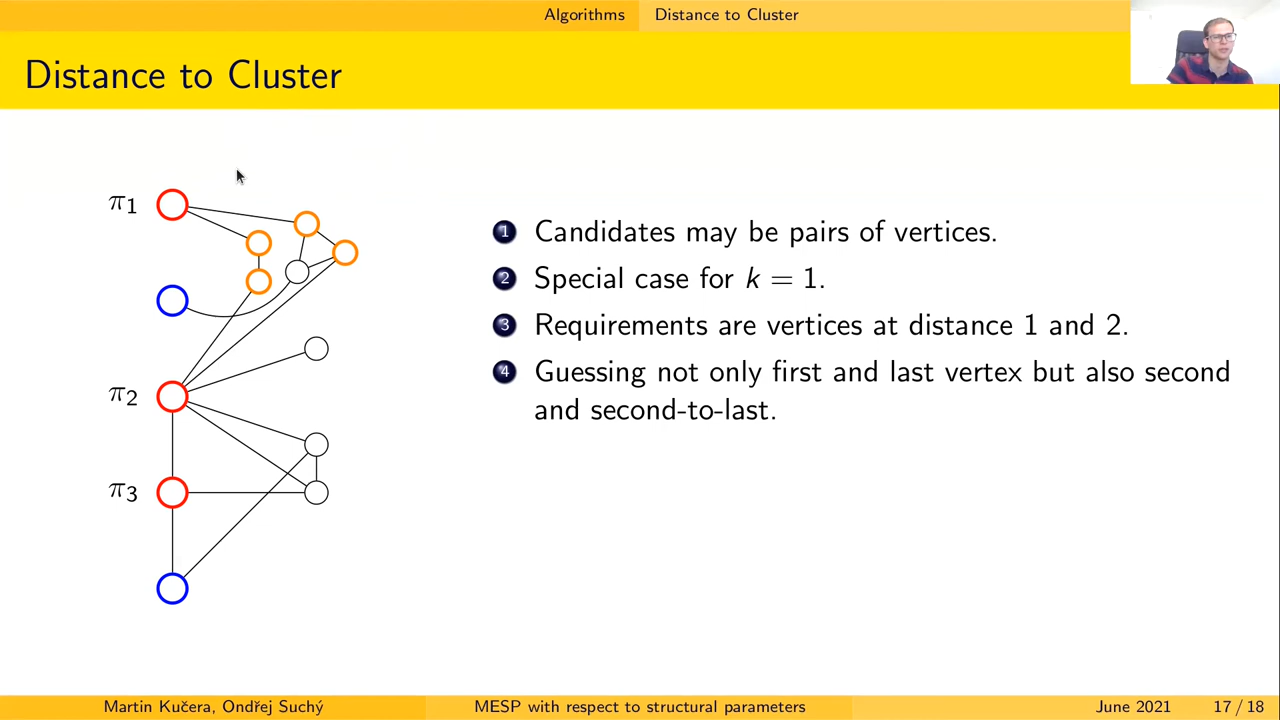 Algorithms Distance to Cluster
Distance to Cluster
π1
π2
π3
1 Candidates may be pairs of vertices.
2 Special case for k = 1.
3 Requirements are vertices at distance 1 and 2.
4 Guessing not only first and last vertex but also second
and second-to-last.
Martin Kučera, Ondřej Suchý MESP with respect to structural parameters June 2021 17 / 18